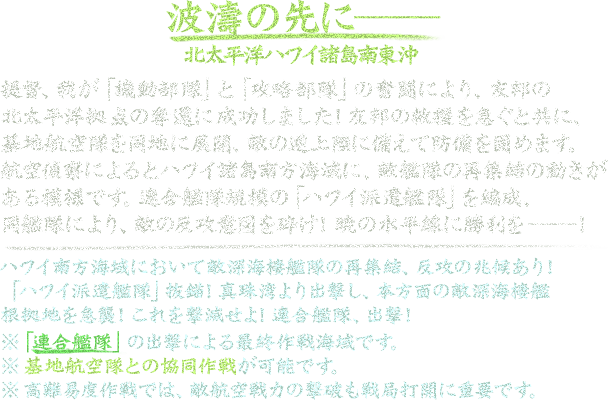 波濤の先に───
北太平洋ハワイ諸島南東沖
提督、我が「機動部隊」と「攻略部隊」の奮闘により、友邦の
北太平洋拠点の奪還に成功しました！友邦の救援を急ぐと共に、
基地航空隊を同地に展開、敵の逆上陸に備えて防備を固めます。
航空偵察によるとハワイ諸島南方海域に、敵艦隊の再集結の動きが
ある模様です。連合艦隊規模の「ハワイ派遣艦隊」を編成、
同艦隊により、敵の反攻意図を砕け！暁の水平線に勝利を───！
ハワイ南方海域において敵深海棲艦隊の再集結、反攻の兆候あり！
「ハワイ派遣艦隊」抜錨！真珠湾より出撃し、本方面の敵深海棲艦
根拠地を急襲！これを撃滅せよ！連合艦隊、出撃！
※「連合艦隊」の出撃による最終作戦海域です。
※基地航空隊との協同作戦が可能です。
※高難易度作戦では、敵航空戦力の撃破も戦局打開に重要です。